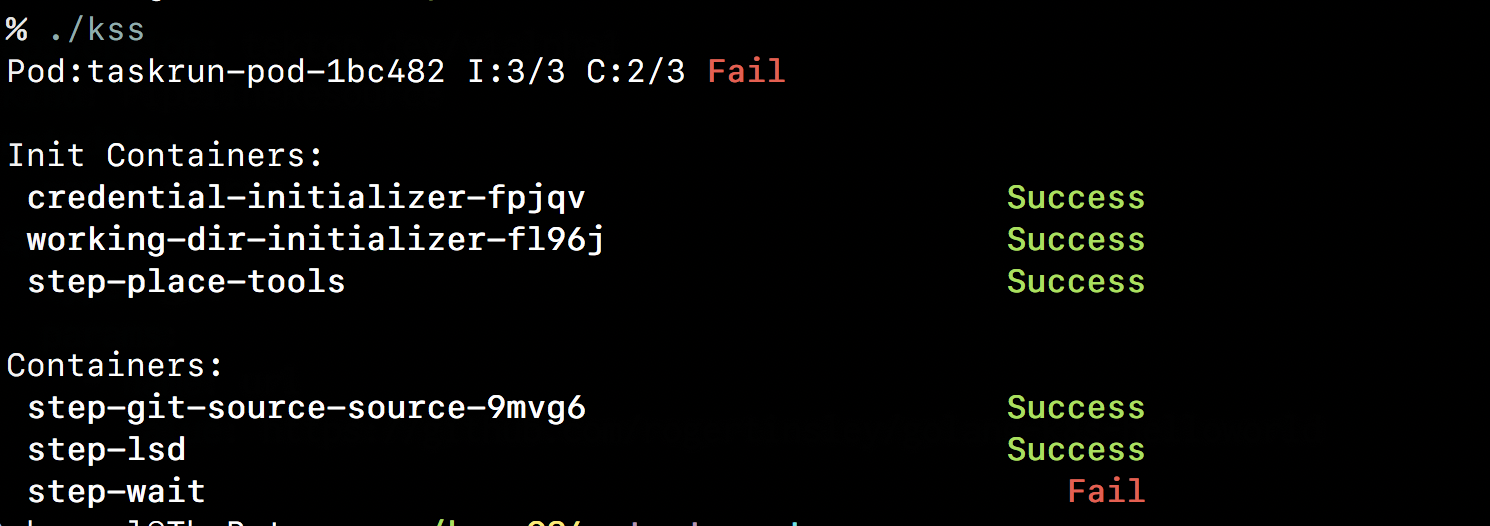 % ./kss
Pod:taskrun-pod-1bc482 I:3/3 C:2/3 Fail
Init Containers:
credential-initializer-fpjqv Success
working-dir-initializer-fl96j Success
step-place-tools Success
Containers:
step-git-source-source-9mvg6 Success
step-lsd Success
step-wait Fail